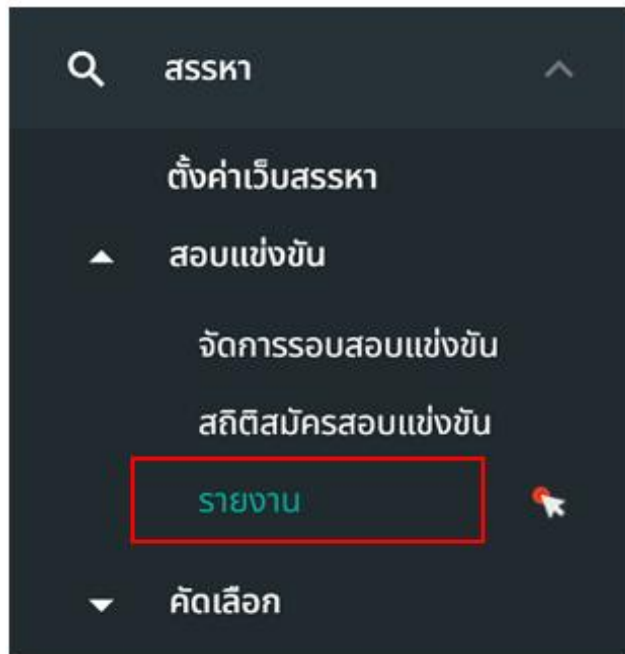 สรรหา
ตั้งค่าเว็บสรรหา
สอบแข่งขัน
จัดการรอบสอบแข่งขัน
สถิติสมัครสอบแข่งขัน
รายงาน
คัดเลือก